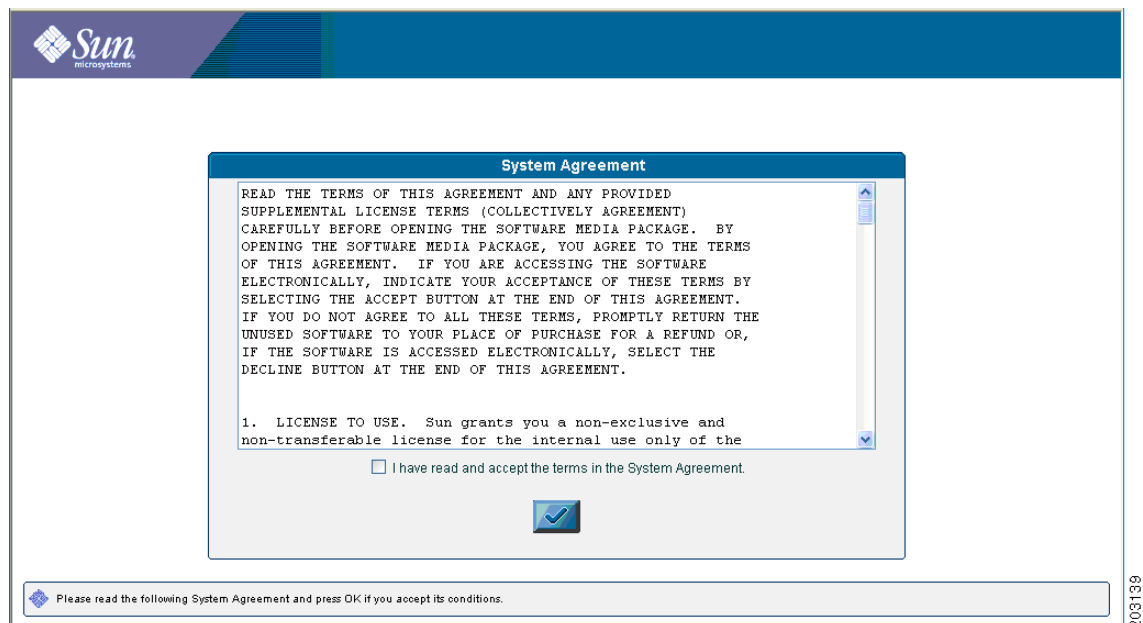 Sun
microsystems
System Agreement
READ THE TERMS OF THIS AGREEMENT AND ANY PROVIDED
SUPPLEMENTAL LICENSE TERMS (COLLECTIVELY AGREEMENT)
CAREFULLY BEFORE OPENING THE SOFTWARE MEDIA PACKAGE.  BY
OPENING THE SOFTWARE MEDIA PACKAGE, YOU AGREE TO THE TERMS
OF THIS AGREEMENT.  IF YOU ARE ACCESSING THE SOFTWARE
ELECTRONICALLY, INDICATE YOUR ACCEPTANCE OF THESE TERMS BY
SELECTING THE ACCEPT BUTTON AT THE END OF THIS AGREEMENT.
IF YOU DO NOT AGREE TO ALL THESE TERMS, PROMPTLY RETURN THE
UNUSED SOFTWARE TO YOUR PLACE OF PURCHASE FOR A REFUND OR,
IF THE SOFTWARE IS ACCESSED ELECTRONICALLY, SELECT THE
DECLINE BUTTON AT THE END OF THIS AGREEMENT.
1.  LICENSE TO USE.  Sun grants you a non-exclusive and
non-transferable license for the internal use only of the
I have read and accept the terms in the System Agreement.
Please read the following System Agreement and press OK if you accept its conditions.
203139